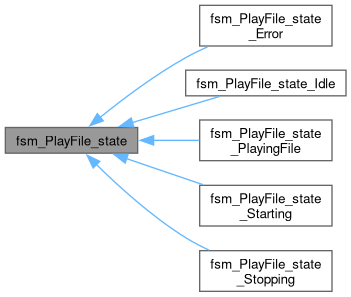 fsm_PlayFile_state
_Error
fsm_PlayFile_state_Idle
fsm_PlayFile_state
fsm_PlayFile_state
_PlayingFile
fsm_PlayFile_state
_Starting
fsm_PlayFile_state
_Stopping